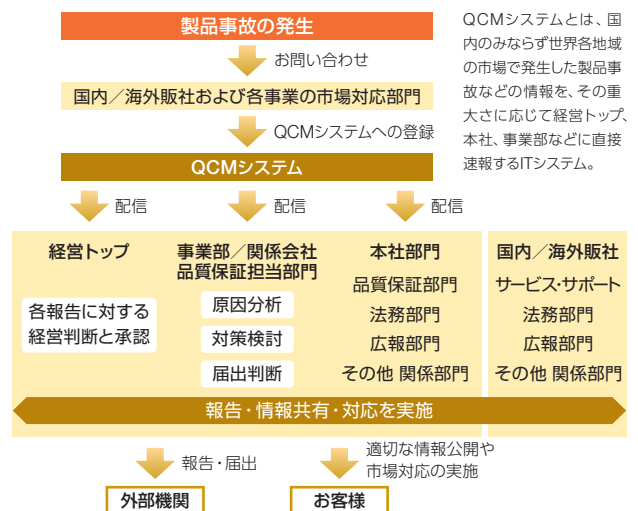 製品事故の発生
お問い合わせ
国内／海外販社および各事業の市場対応部門
QCMシステムへの登録
QCMシステム
QCMシステムとは、国
内のみならず世界各地域
の市場で発生した製品事
故などの情報を、その重
大さに応じて経営トップ、
本社、事業部などに直接
速報するITシステム。
配信
配信
配信
経営トップ
各報告に対する
経営判断と承認
事業部／関係会社
品質保証担当部門
原因分析
対策検討
届出判断
本社部門
品質保証部門
法務部門
広報部門
その他 関係部門
国内／海外販社
サービス・サポート
法務部門
広報部門
その他 関係部門
報告・情報共有・対応を実施
報告・届出
適切な情報公開や
市場対応の実施
外部機関
お客様